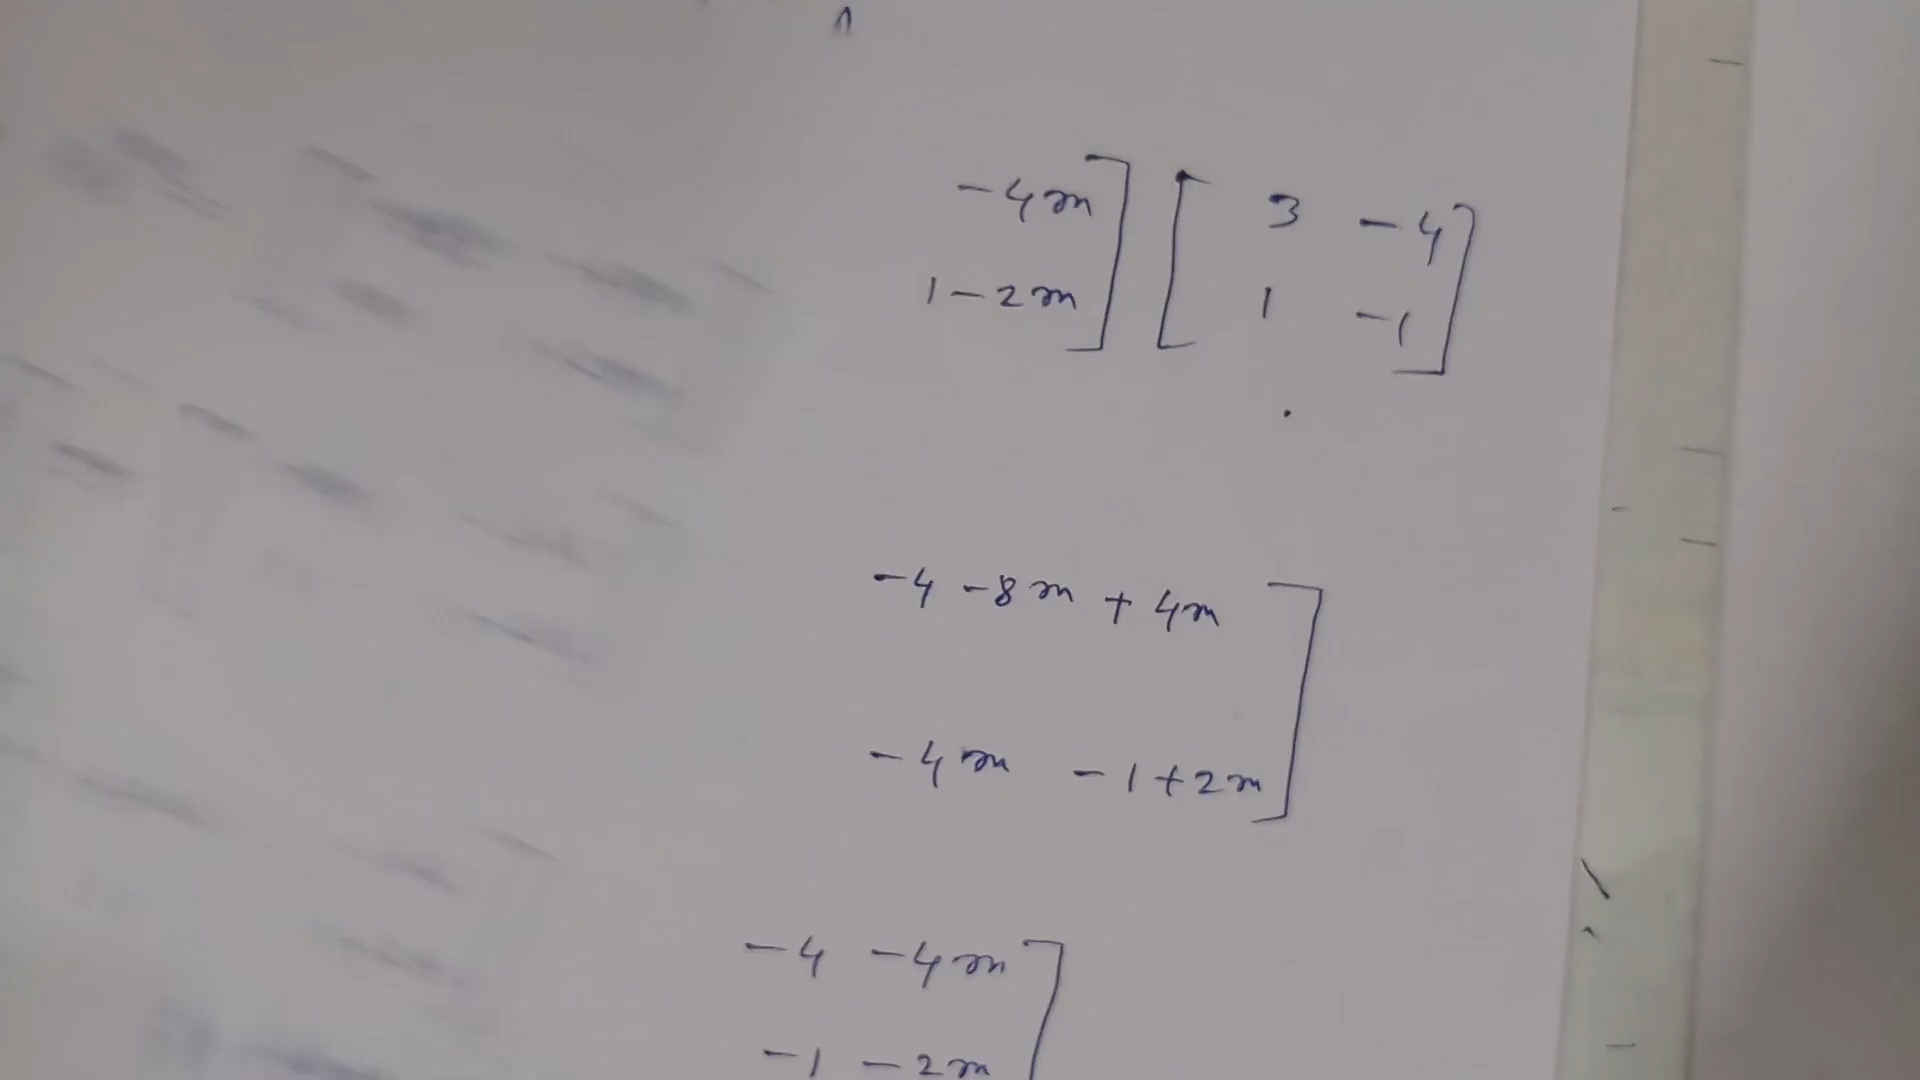 -4m] [3 -4
1-2m] [1 -1]
-4 -8m + 4m
-4m -1+2m]
-4 -4m
-1 -2m]